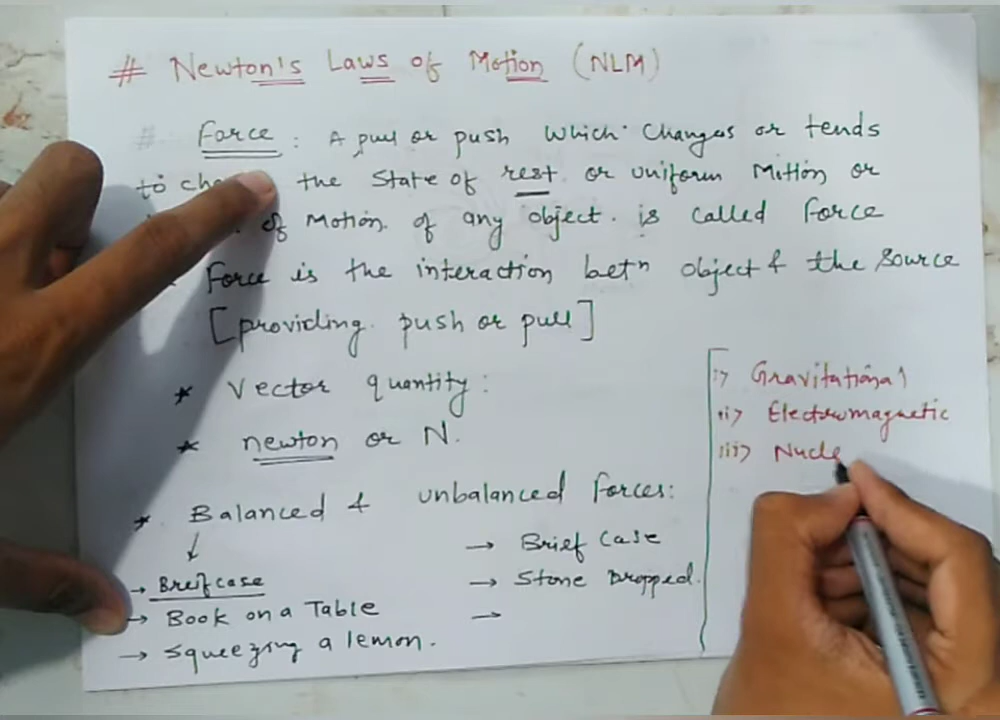 # Newton's Laws of Motion (NLM)
# Force : A pull or push which changes or tends
to cha the state of rest or uniform Mition or
of Motion of any object. is called Force
Force is the interaction betn object & the source
[providing push or pull]
* Vector quantity :
* newton or N.
* Balanced & unbalanced Forces:
→ Breifcase
→ Book on a Table
→ squeezing a lemon.
→ Brief Case
→ Stone Dropped.
→
i> Gravitational
ii> Electromagnetic
iii> Nucle